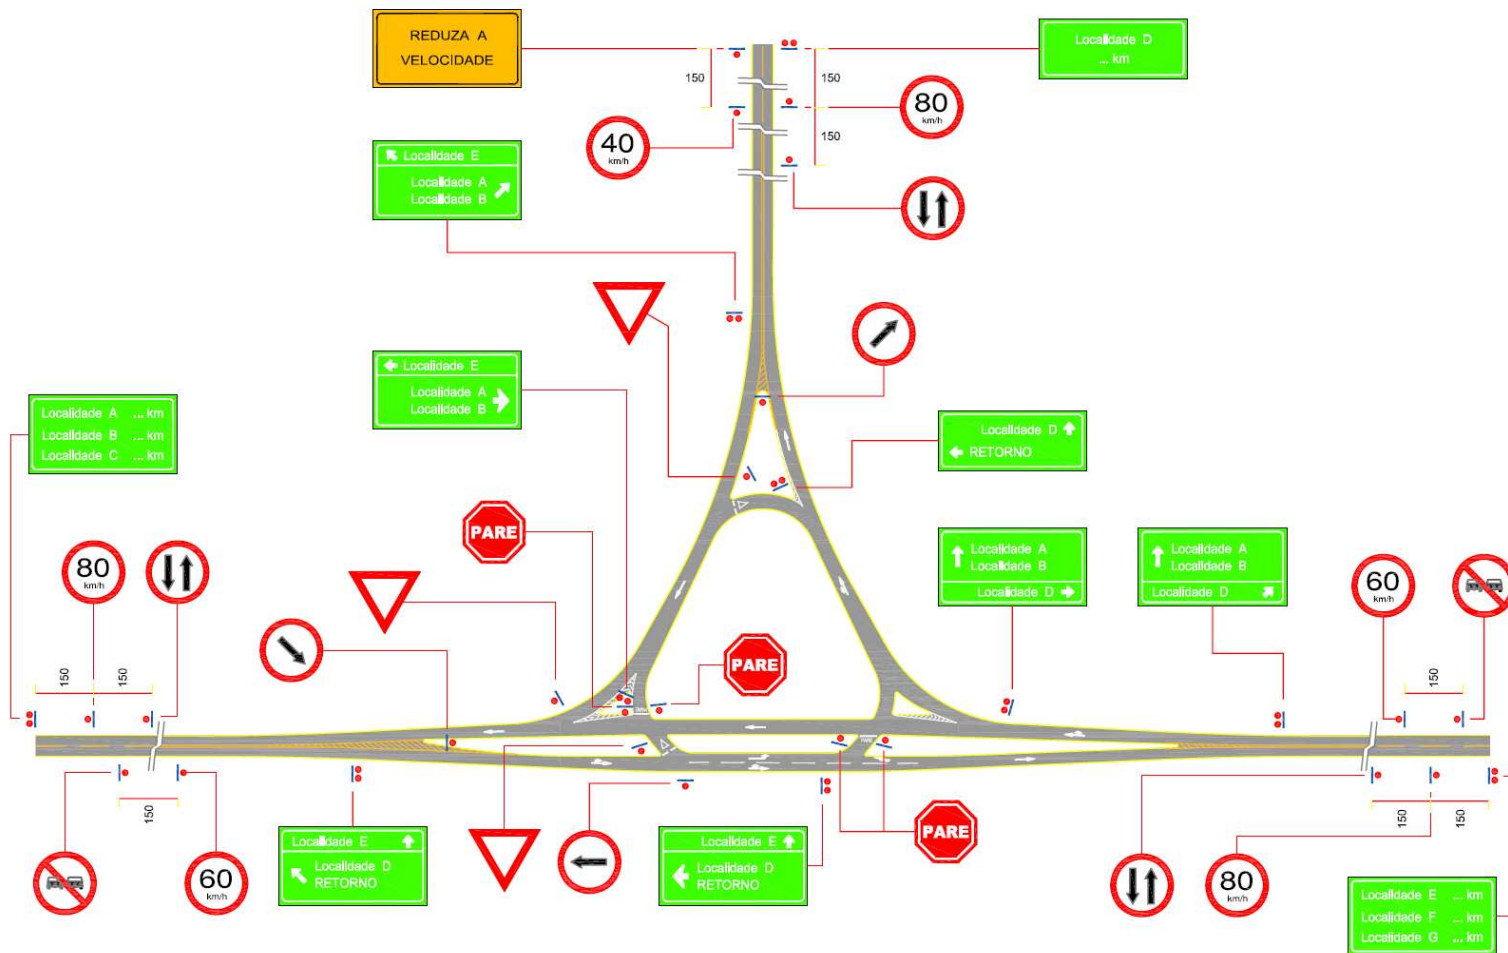 REDUZA A
VELOCIDADE
Localidade D
... km
150
150
80
km/h
40
km/h
150
Localidade E
Localidade A
Localidade B
Localidade E
Localidade A
Localidade B
Localidade A ... km
Localidade B ... km
Localidade C ... km
Localidade D
RETORNO
PARE
Localidade A
Localidade B
Localidade D
Localidade A
Localidade B
Localidade D
80
km/h
60
km/h
PARE
150
150
150
150
150
150
Localidade E
Localidade D
RETORNO
Localidade E
Localidade D
RETORNO
PARE
60
km/h
80
km/h
Localidade E ... km
Localidade F ... km
Localidade G ... km